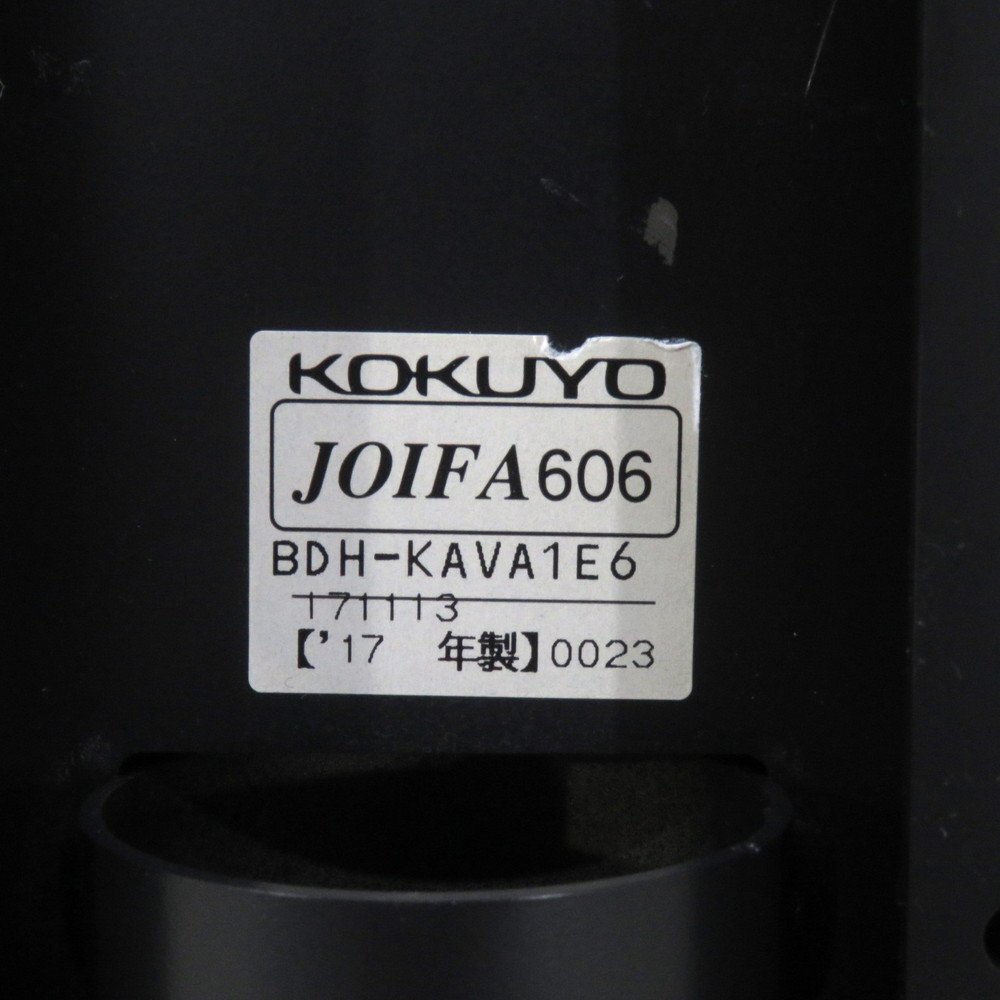 KOKUYO
JOIFA606
BDH-KAVA1E6
171113
【'17 年製】0023